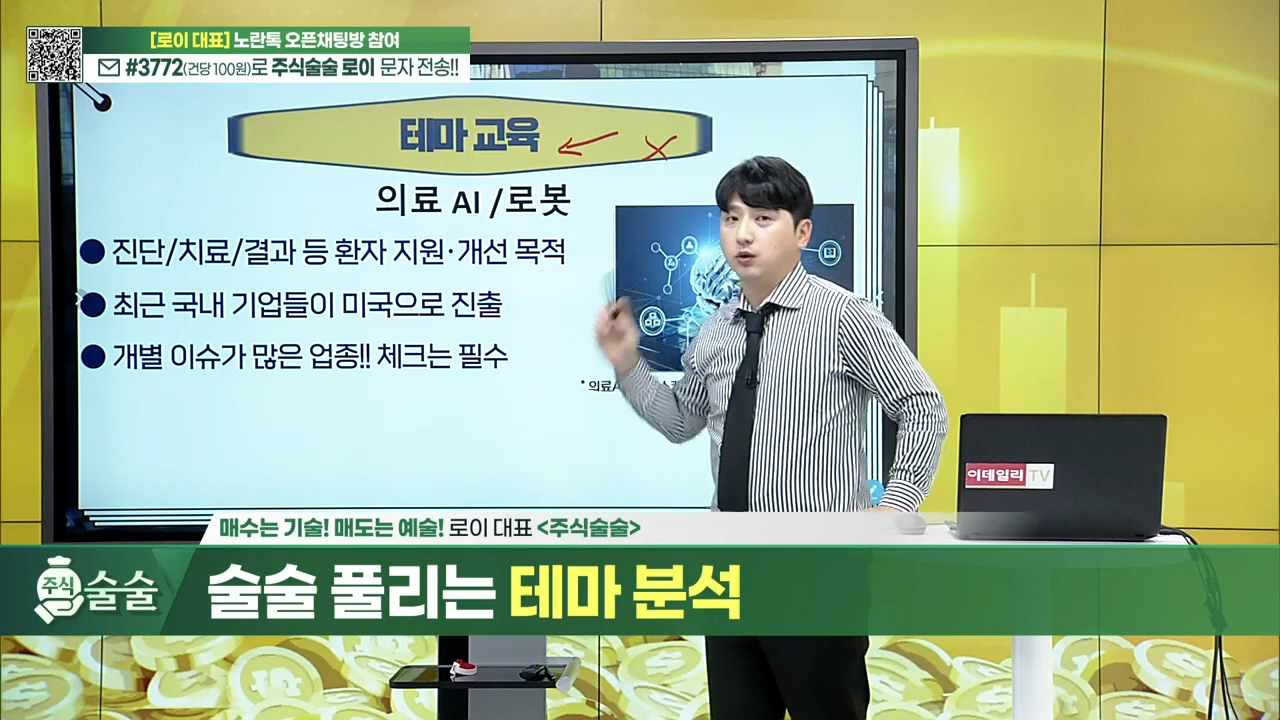 [로이 대표] 노란톡 오픈채팅방 참여
#3772(건당 100원)로 주식술술 로이 문자 전송!!
테마 교육
의료 AI /로봇
● 진단/치료/결과 등 환자 지원·개선 목적
● 최근 국내 기업들이 미국으로 진출
● 개별 이슈가 많은 업종!! 체크는 필수
* 의료
이데일리 TV
매수는 기술! 매도는 예술! 로이 대표 <주식술술>
주식 술술
술술 풀리는 테마 분석